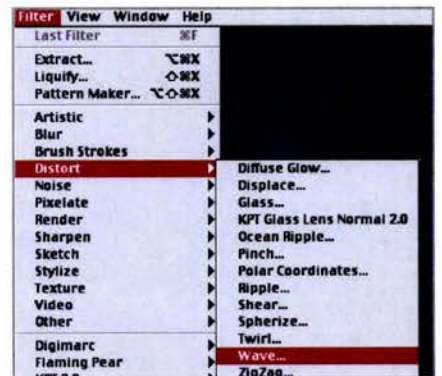 Filter View Window Help
Last Filter ⌘F
Extract... ⌥⌘X
Liquify... ⇧⌘X
Pattern Maker... ⌥⇧⌘X
Artistic
Blur
Brush Strokes
Distort
Noise
Pixelate
Render
Sharpen
Sketch
Stylize
Texture
Video
Other
Digimarc
Flaming Pear
Diffuse Glow...
Displace...
Glass...
KPT Glass Lens Normal 2.0
Ocean Ripple...
Pinch...
Polar Coordinates...
Ripple...
Shear...
Spherize...
Twirl...
Wave...
ZigZag...